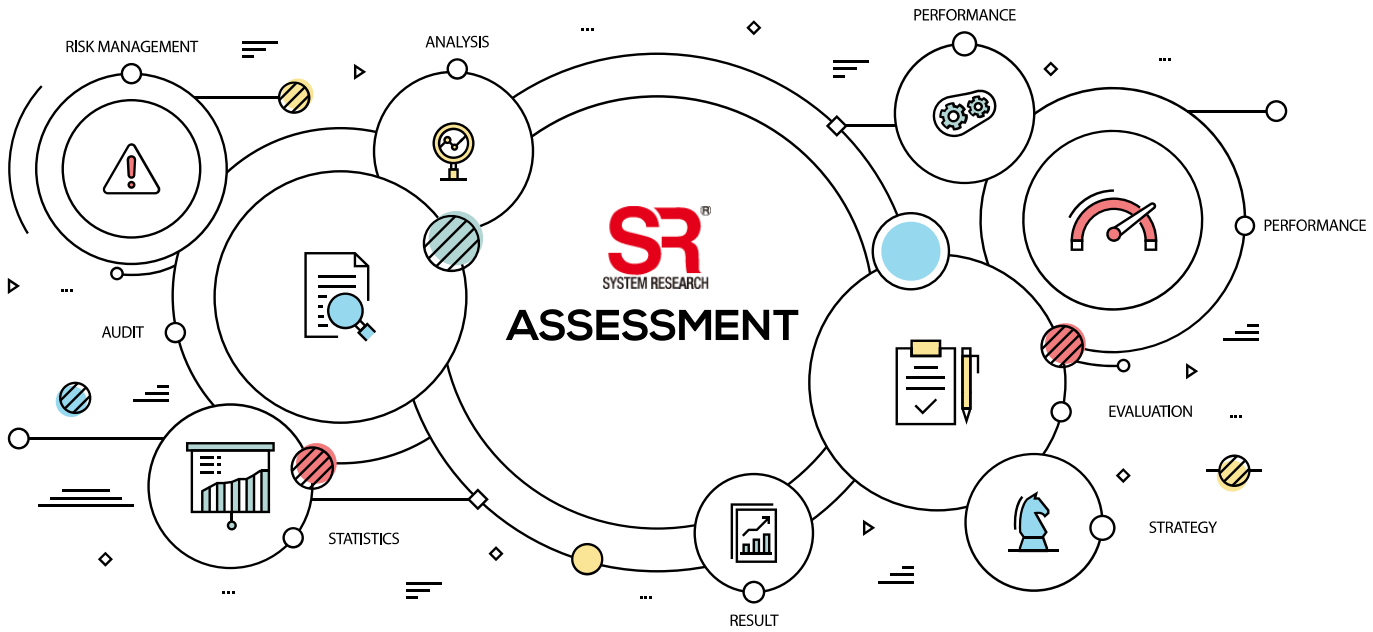 PERFORMANCE
RISK MANAGEMENT
ANALYSIS
SR®
SYSTEM RESEARCH
ASSESSMENT
PERFORMANCE
AUDIT
EVALUATION
STATISTICS
STRATEGY
RESULT